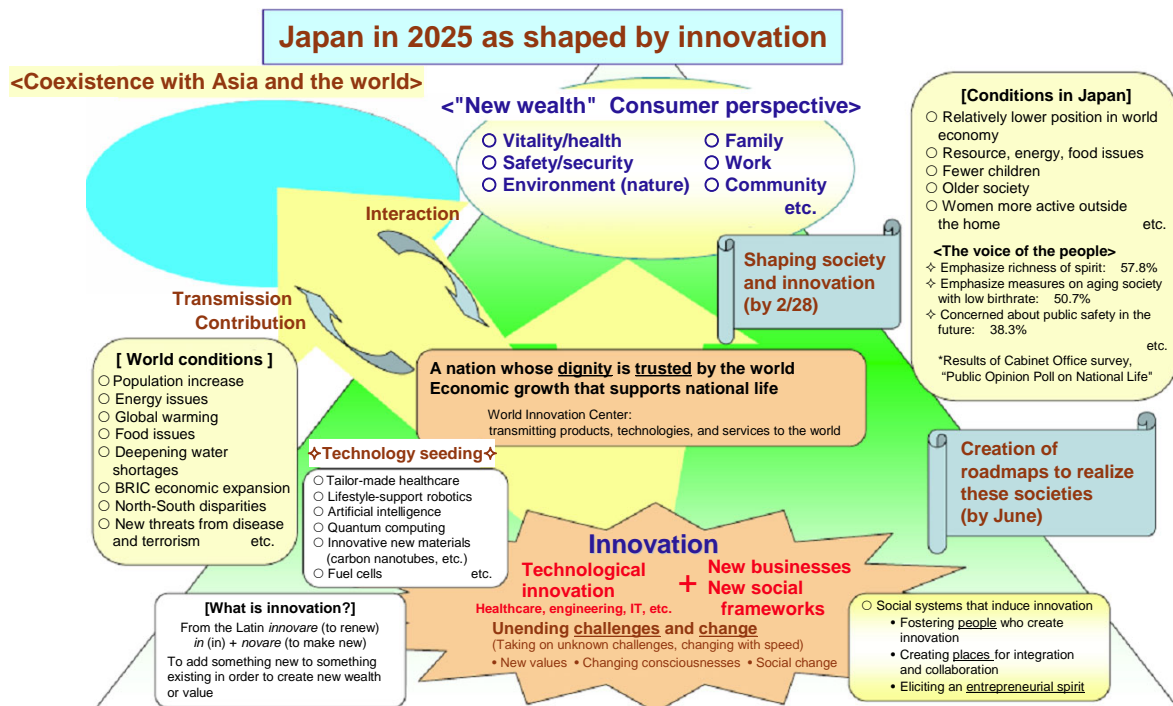 Japan in 2025 as shaped by innovation
<Coexistence with Asia and the world>
<"New wealth" Consumer perspective>
○ Vitality/health
○ Safety/security
○ Environment (nature)
○ Family
○ Work
○ Community
etc.
[Conditions in Japan]
○ Relatively lower position in world
economy
○ Resource, energy, food issues
○ Fewer children
○ Older society
○ Women more active outside
the home etc.
<The voice of the people>
✧ Emphasize richness of spirit: 57.8%
✧ Emphasize measures on aging society
with low birthrate: 50.7%
✧ Concerned about public safety in the
future: 38.3%
etc.
*Results of Cabinet Office survey,
"Public Opinion Poll on National Life"
Interaction
Transmission
Contribution
Shaping society
and innovation
(by 2/28)
[ World conditions ]
○ Population increase
○ Energy issues
○ Global warming
○ Food issues
○ Deepening water
shortages
○ BRIC economic expansion
○ North-South disparities
○ New threats from disease
and terrorism etc.
A nation whose dignity is trusted by the world
Economic growth that supports national life
World Innovation Center:
transmitting products, technologies, and services to the world
Creation of
roadmaps to realize
these societies
(by June)
✧Technology seeding✧
○ Tailor-made healthcare
○ Lifestyle-support robotics
○ Artificial intelligence
○ Quantum computing
○ Innovative new materials
(carbon nanotubes, etc.)
○ Fuel cells etc.
Innovation
Technological
innovation
Healthcare, engineering, IT, etc.
+
New businesses
New social
frameworks
Unending challenges and change
(Taking on unknown challenges, changing with speed)
• New values • Changing consciousnesses • Social change
[What is innovation?]
From the Latin innovare (to renew)
in (in) + novare (to make new)
To add something new to something
existing in order to create new wealth
or value
○ Social systems that induce innovation
• Fostering people who create
innovation
• Creating places for integration
and collaboration
• Eliciting an entrepreneurial spirit